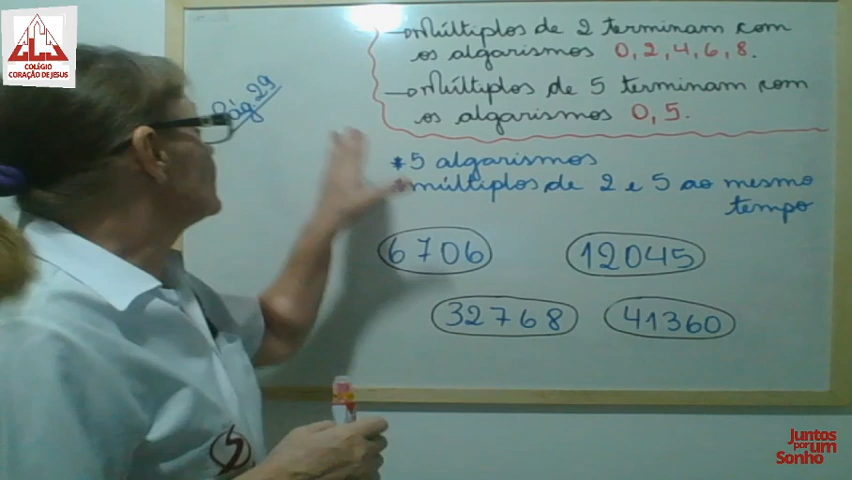 COLÉGIO
CORAÇÃO DE JESUS
Pág 29
→ Múltiplos de 2 terminam com
os algarismos 0, 2, 4, 6, 8.
→ Múltiplos de 5 terminam com
os algarismos 0, 5.
* 5 algarismos
* múltiplos de 2 e 5 ao mesmo
tempo
6706
12045
32768
41360
Juntos
por um
Sonho